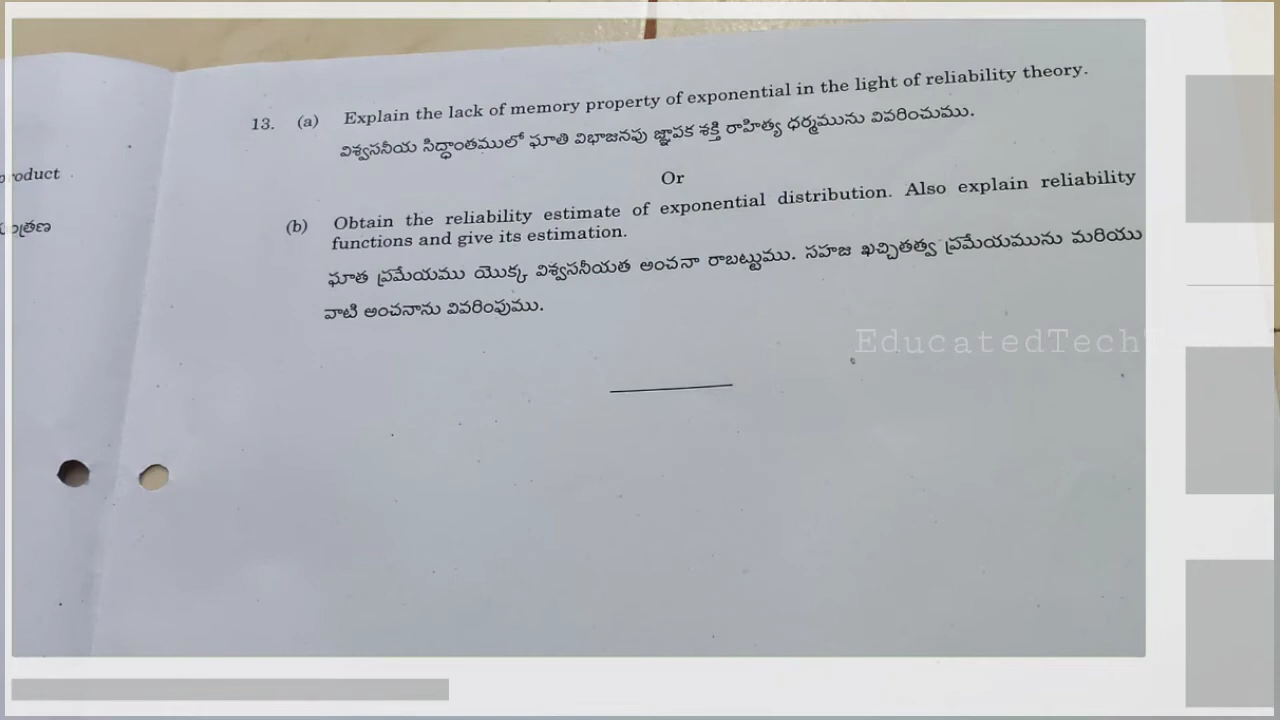 product
13. (a) Explain the lack of memory property of exponential in the light of reliability theory.
విశ్వసనీయ సిద్ధాంతములో ఘాతి విభాజనపు జ్ఞాపక శక్తి రాహిత్య ధర్మమును వివరించుము.
Or
(b) Obtain the reliability estimate of exponential distribution. Also explain reliability
functions and give its estimation.
ఘాత ప్రమేయము యొక్క విశ్వసనీయత అంచనా రాబట్టుము. సహజ ఖచ్చితత్వ ప్రమేయమును మరియు
వాటి అంచనాను వివరింపుము.
EducatedTechT